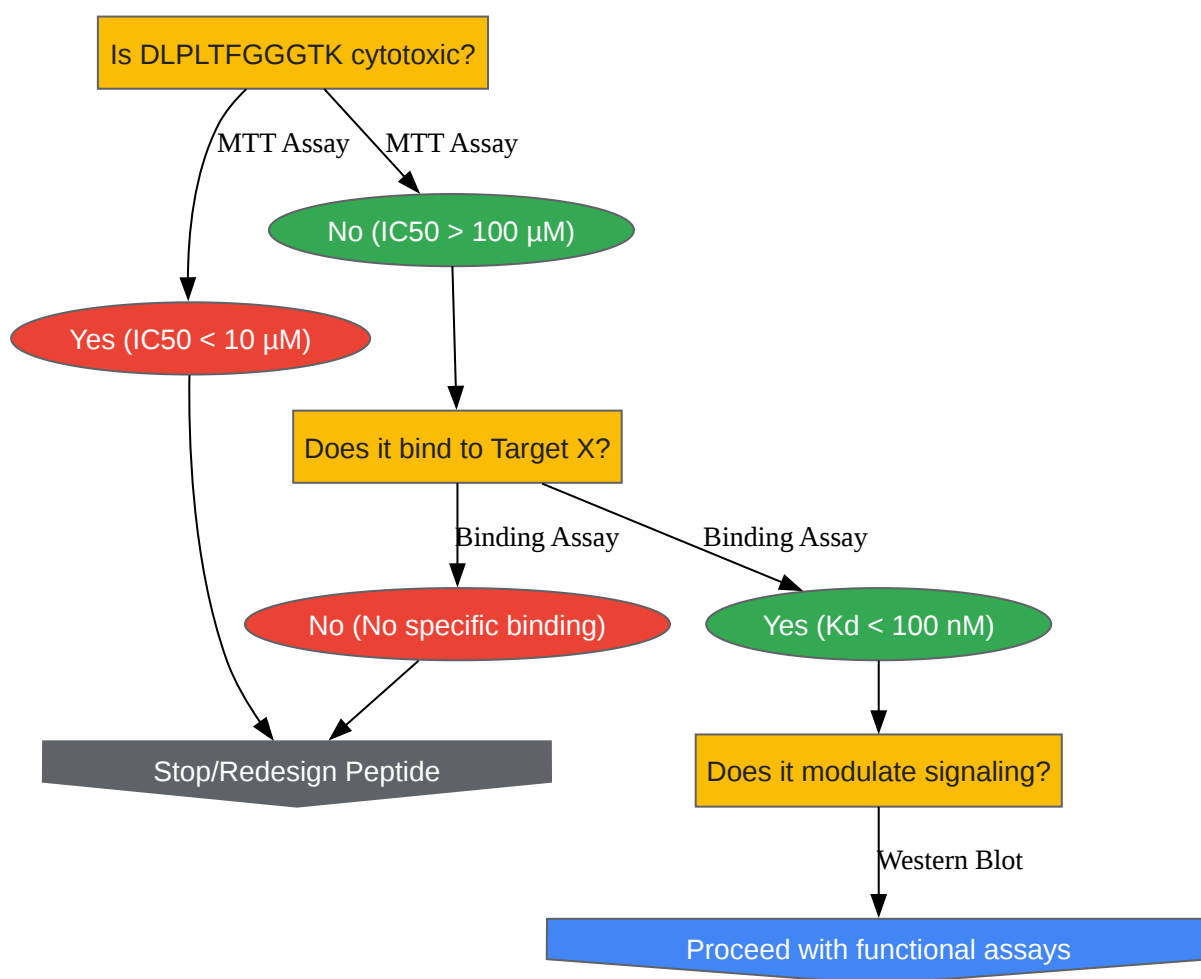 Is DLPLTFGGGTK cytotoxic?
MTT Assay
MTT Assay
No (IC50 > 100 µM)
Yes (IC50 < 10 µM)
Does it bind to Target X?
Binding Assay
Binding Assay
No (No specific binding)
Yes (Kd < 100 nM)
Stop/Redesign Peptide
Does it modulate signaling?
Western Blot
Proceed with functional assays